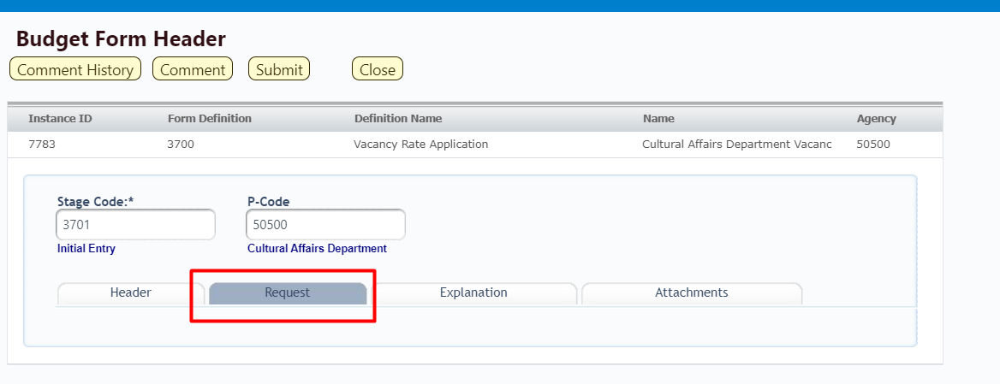 Budget Form Header
Comment History Comment Submit Close
Instance ID Form Definition Definition Name Name Agency
7783 3700 Vacancy Rate Application Cultural Affairs Department Vacanc 50500
Stage Code:* P-Code
3701 50500
Initial Entry Cultural Affairs Department
Header Request Explanation Attachments